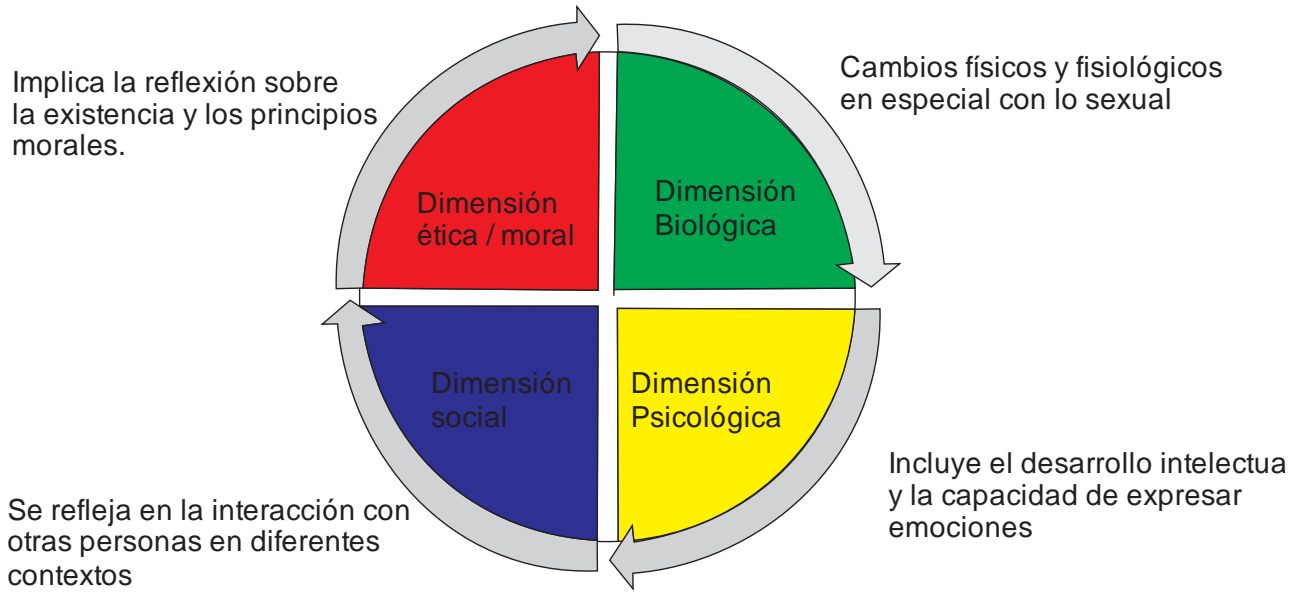 Implica la reflexión sobre
la existencia y los principios
morales.
Cambios físicos y fisiológicos
en especial con lo sexual
Dimensión
ética / moral
Dimensión
Biológica
Dimensión
social
Dimensión
Psicológica
Se refleja en la interacción con
otras personas en diferentes
contextos
Incluye el desarrollo intelectua
y la capacidad de expresar
emociones